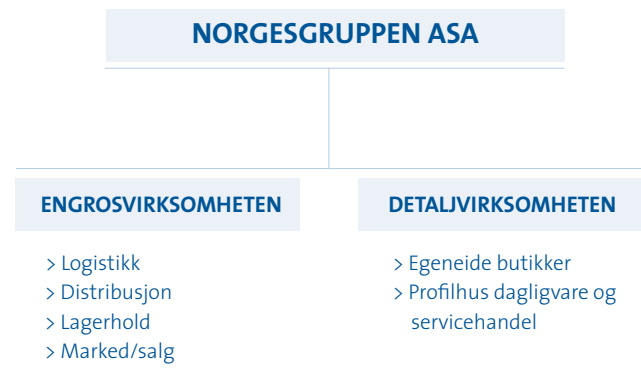 NORGESGRUPPEN ASA
ENGROSVIRKSOMHETEN
> Logistikk
> Distribusjon
> Lagerhold
> Marked/salg
DETALJVIRKSOMHETEN
> Egeneide butikker
> Profilhus dagligvare og
servicehandel